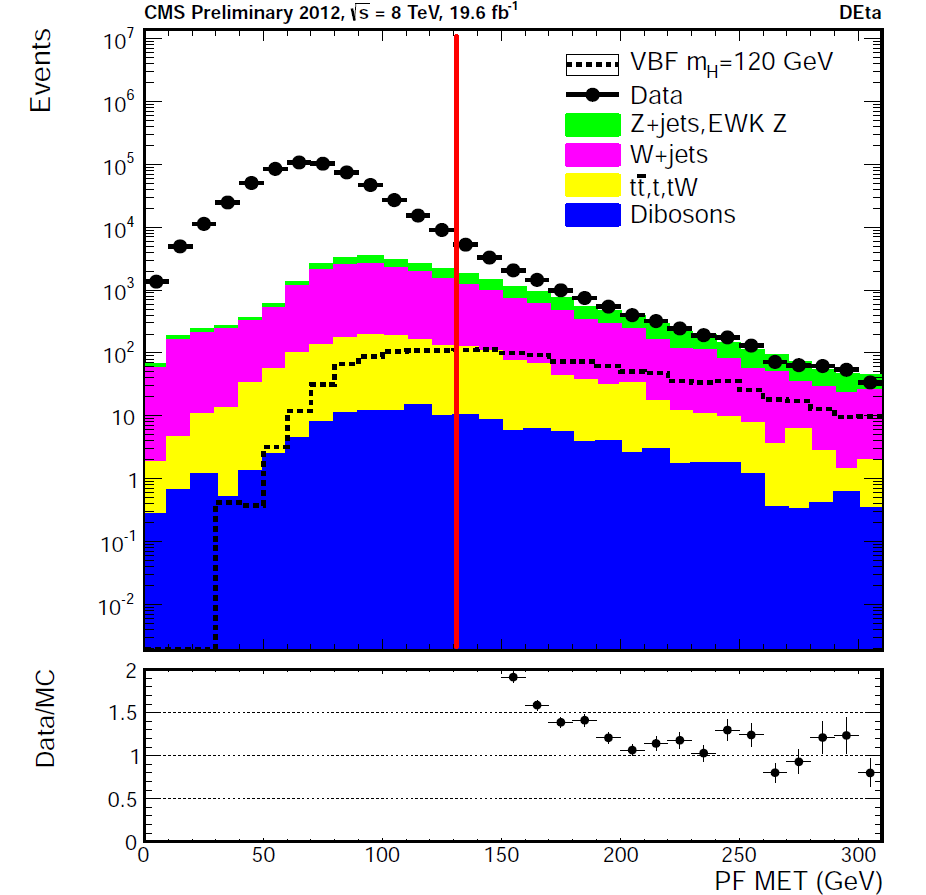 CMS Preliminary 2012, √s = 8 TeV, 19.6 fb⁻¹ DEta
Events
10⁷
10⁶
10⁵
10⁴
10³
10²
10
1
10⁻¹
10⁻²
VBF m_H=120 GeV
Data
Z+jets,EWK Z
W+jets
tt̄,t,tW
Dibosons
Data/MC
2
1.5
1
0.5
0
0 50 100 150 200 250 300
PF MET (GeV)